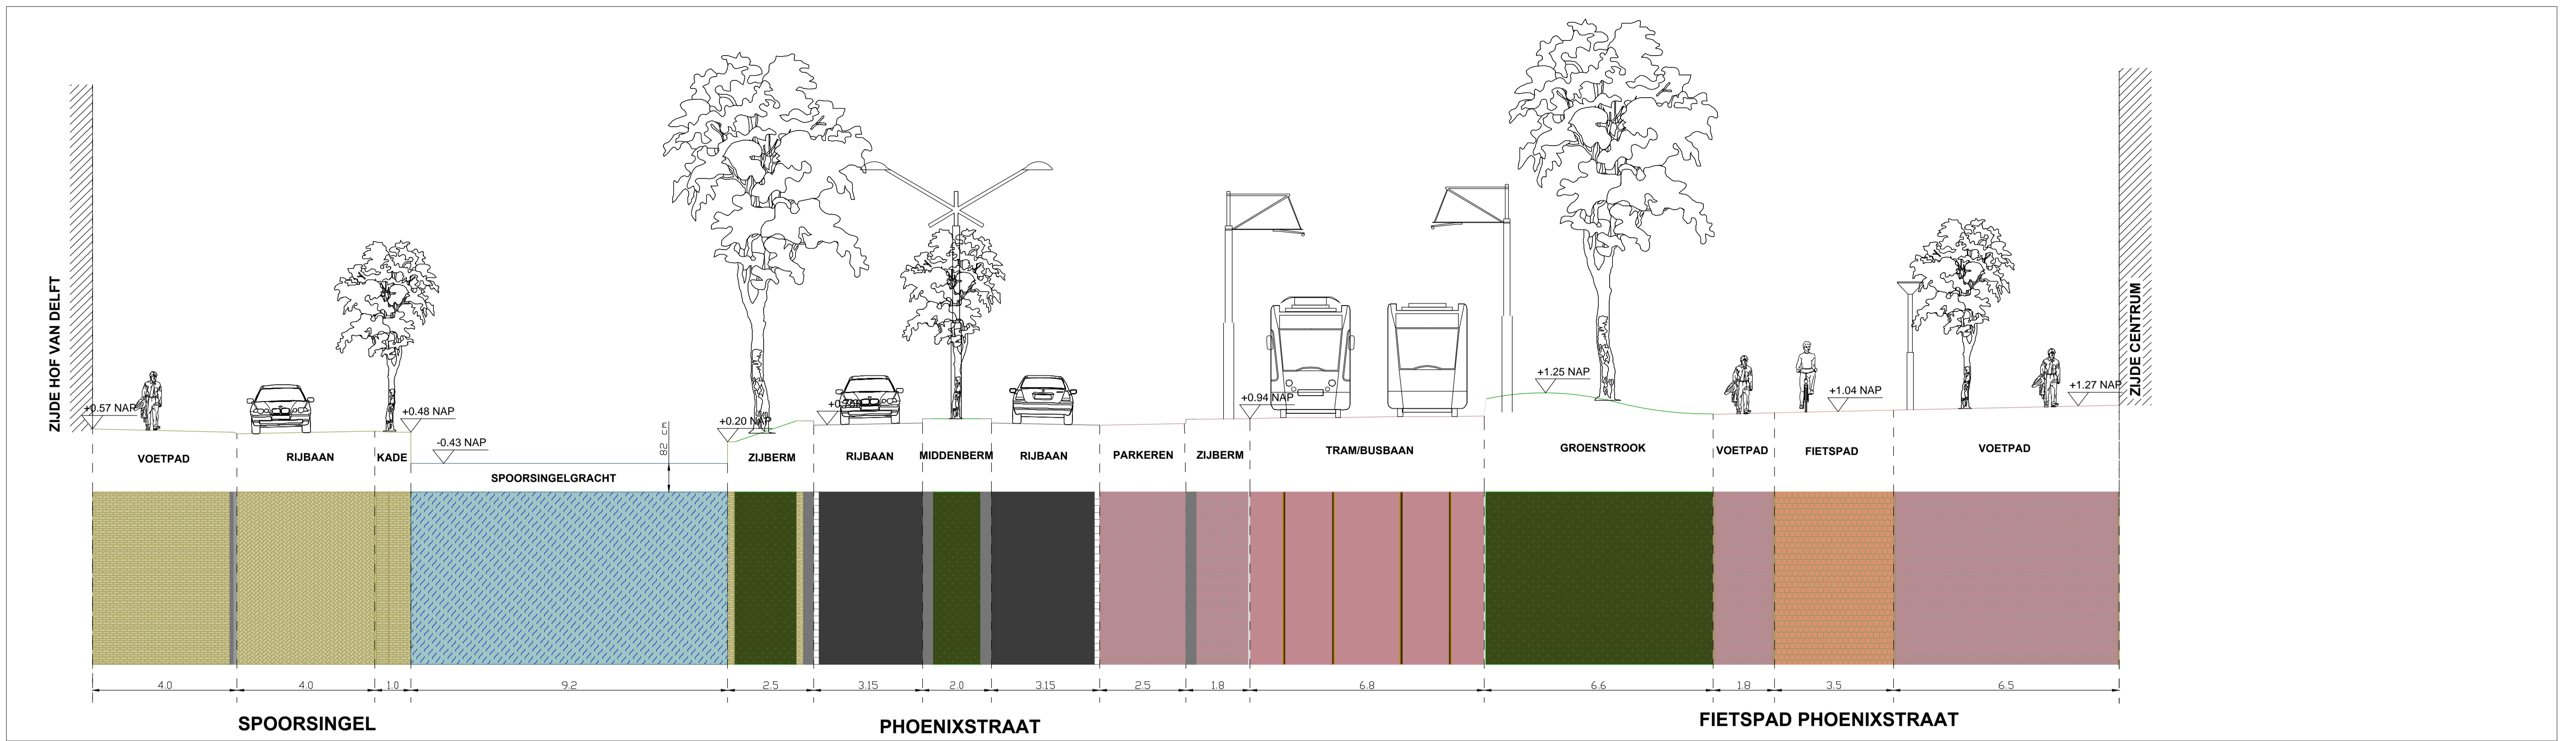 ZIJDE HOF VAN DELFT
ZIJDE CENTRUM
+0.57 NAP
+0.48 NAP
-0.43 NAP
+0.20 NAP
+0.94 NAP
+1.25 NAP
+1.04 NAP
+1.27 NAP
VOETPAD
RIJBAAN
KADE
SPOORSINGELGRACHT
ZIJBERM
RIJBAAN
MIDDENBERM
RIJBAAN
PARKEREN
ZIJBERM
TRAM/BUSBAAN
GROENSTROOK
VOETPAD
FIETSPAD
VOETPAD
4.0
4.0
1.0
9.2
2.5
3.15
2.0
3.15
2.5
1.8
6.8
6.6
1.8
3.5
6.5
SPOORSINGEL
PHOENIXSTRAAT
FIETSPAD PHOENIXSTRAAT